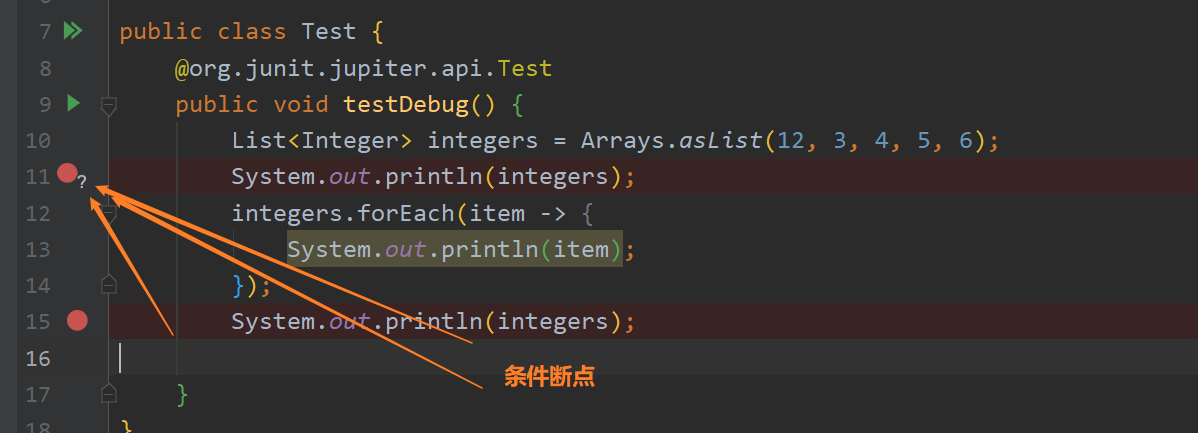 7 public class Test {
8 @org.junit.jupiter.api.Test
9 public void testDebug() {
10 List<Integer> integers = Arrays.asList(12, 3, 4, 5, 6);
11 ? System.out.println(integers);
12 integers.forEach(item -> {
13 System.out.println(item);
14 });
15 System.out.println(integers);
16
条件断点
17 }
18 }